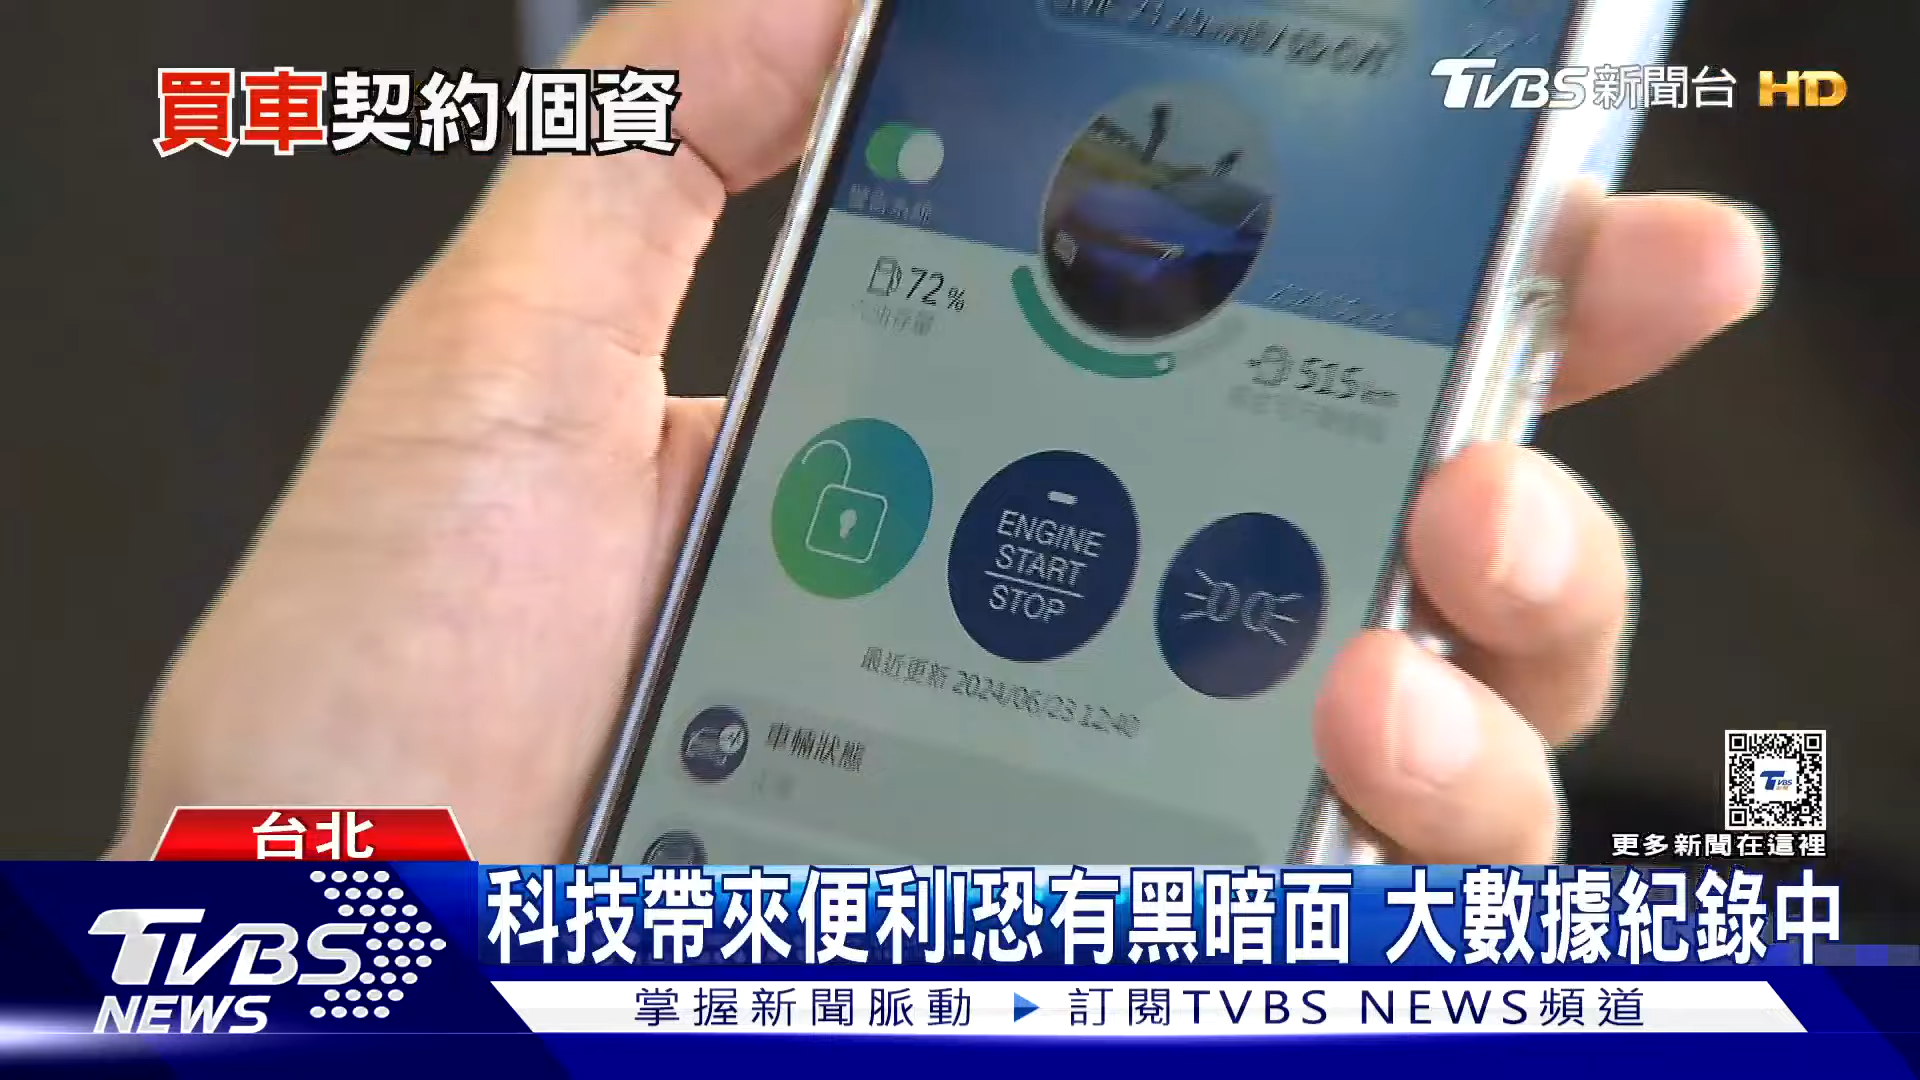 買車契約個資
TVBS新聞台 HD
72%
515
ENGINE
START
STOP
最近更新 2024/06/23 12:40
車輛狀態
TVBS
更多新聞在這裡
台北
科技帶來便利!恐有黑暗面 大數據紀錄中
TVBS
NEWS
掌握新聞脈動 ▶ 訂閱TVBS NEWS頻道